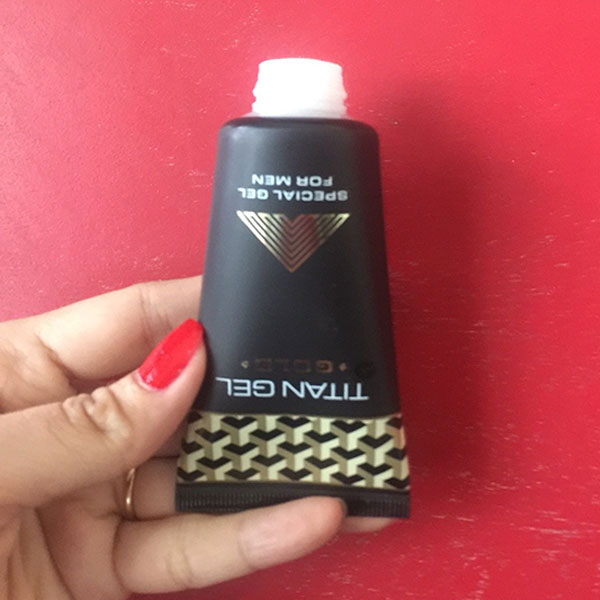 TITAN GEL
GOLD
SPECIAL GEL
FOR MEN